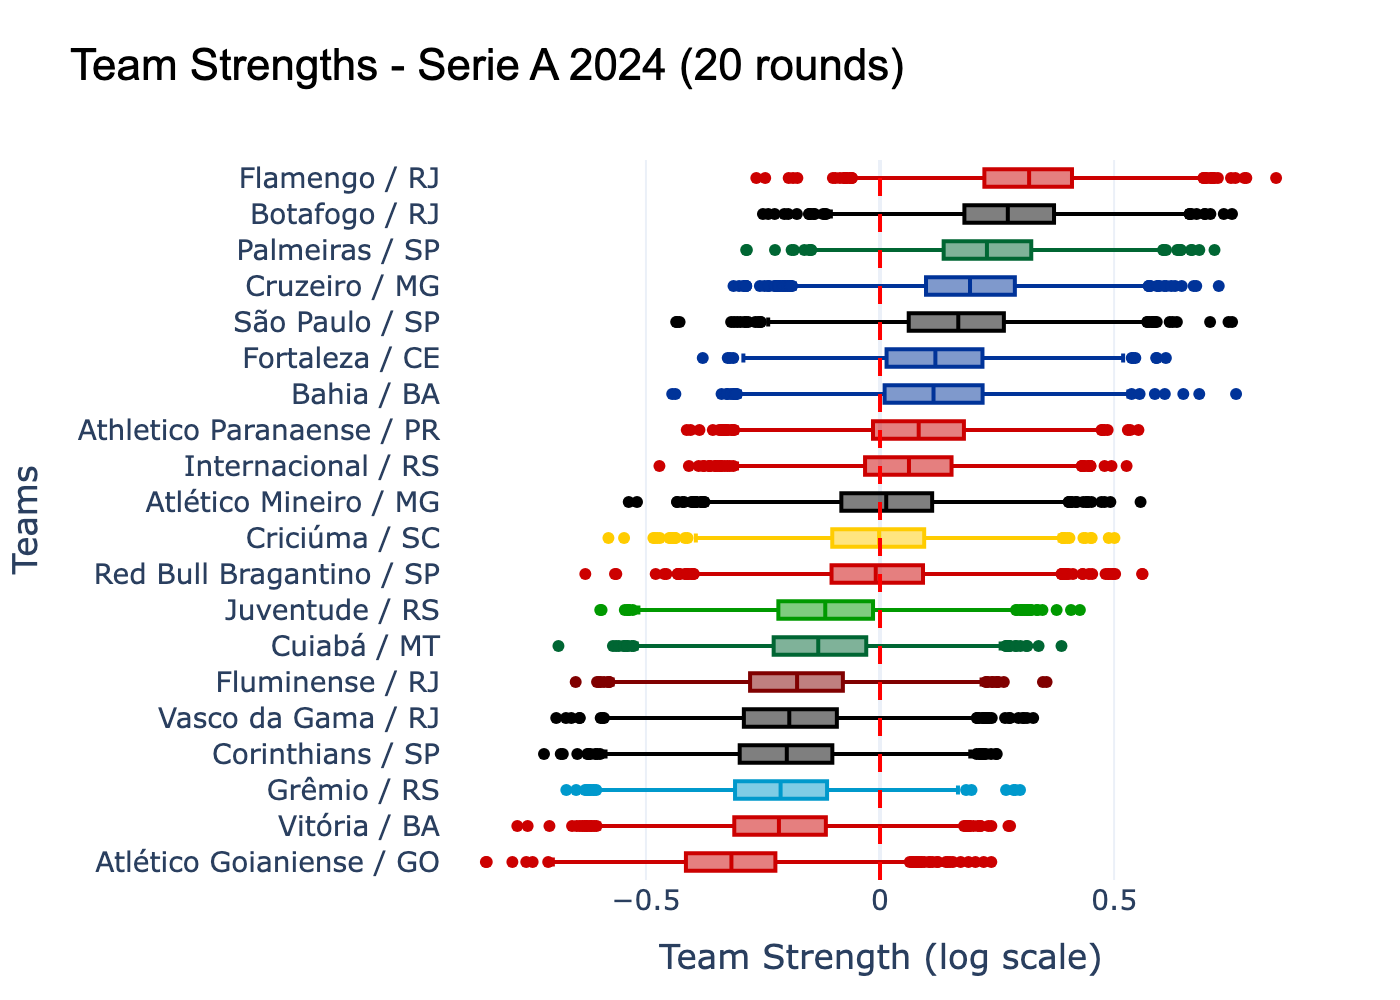 Team Strengths - Serie A 2024 (20 rounds)
Teams
Flamengo / RJ
Botafogo / RJ
Palmeiras / SP
Cruzeiro / MG
São Paulo / SP
Fortaleza / CE
Bahia / BA
Athletico Paranaense / PR
Internacional / RS
Atlético Mineiro / MG
Criciúma / SC
Red Bull Bragantino / SP
Juventude / RS
Cuiabá / MT
Fluminense / RJ
Vasco da Gama / RJ
Corinthians / SP
Grêmio / RS
Vitória / BA
Atlético Goianiense / GO
−0.5 0 0.5
Team Strength (log scale)